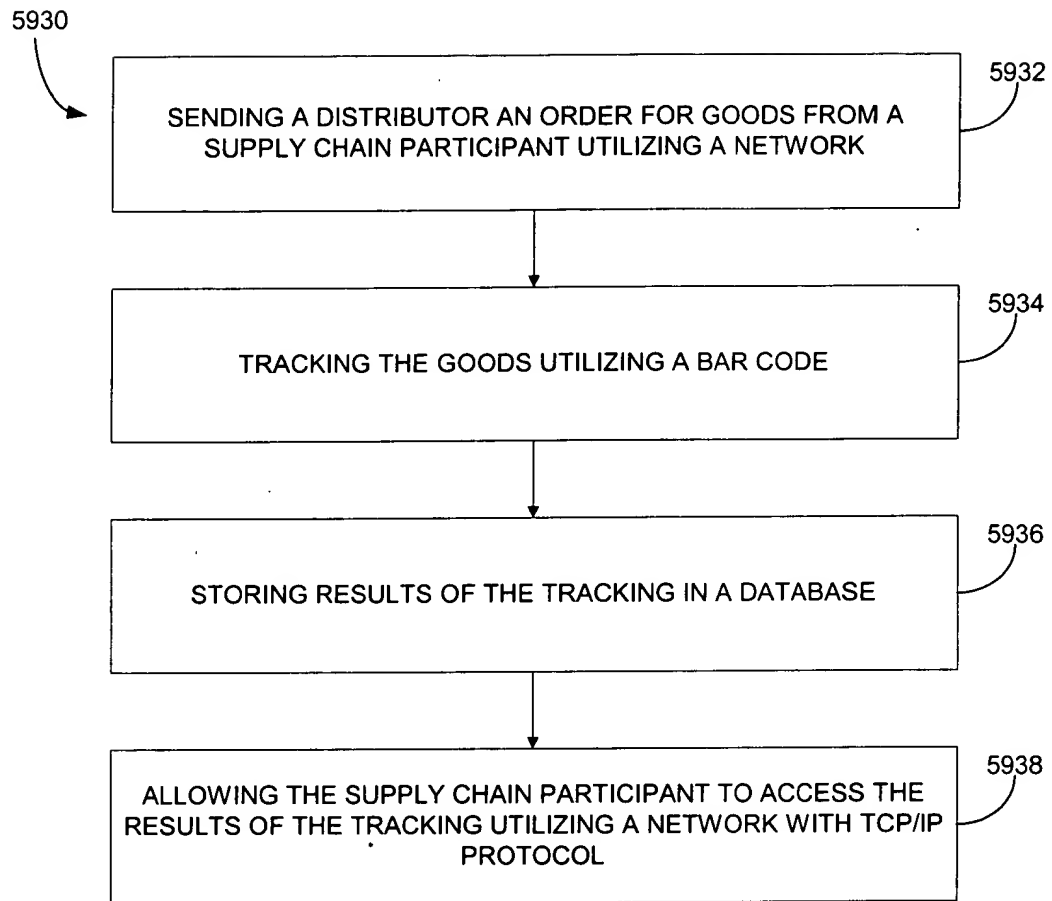 5930
5932
SENDING A DISTRIBUTOR AN ORDER FOR GOODS FROM A
SUPPLY CHAIN PARTICIPANT UTILIZING A NETWORK
5934
TRACKING THE GOODS UTILIZING A BAR CODE
5936
STORING RESULTS OF THE TRACKING IN A DATABASE
5938
ALLOWING THE SUPPLY CHAIN PARTICIPANT TO ACCESS THE
RESULTS OF THE TRACKING UTILIZING A NETWORK WITH TCP/IP
PROTOCOL